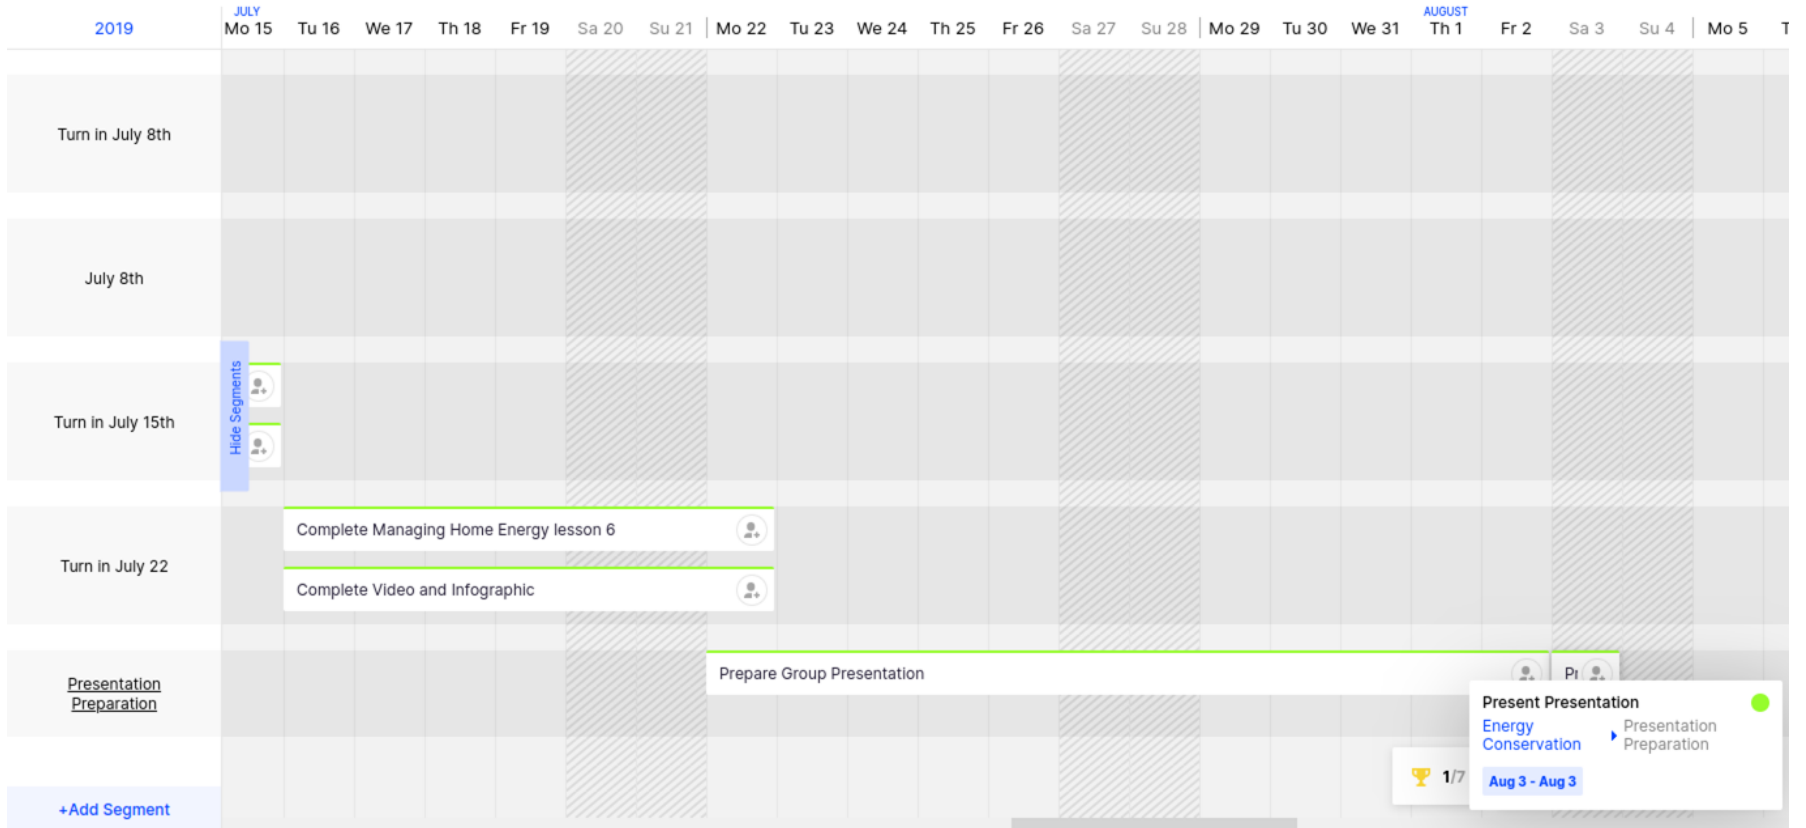 JULY
AUGUST
2019
Mo 15 Tu 16 We 17 Th 18 Fr 19 Sa 20 Su 21 Mo 22 Tu 23 We 24 Th 25 Fr 26 Sa 27 Su 28 Mo 29 Tu 30 We 31 Th 1 Fr 2 Sa 3 Su 4 Mo 5 T
Turn in July 8th
July 8th
Hide Segments
Turn in July 15th
Complete Managing Home Energy lesson 6
Turn in July 22
Complete Video and Infographic
Prepare Group Presentation
Pr
Presentation
Preparation
Present Presentation
Energy
Conservation
Presentation
Preparation
1/7
Aug 3 - Aug 3
+Add Segment